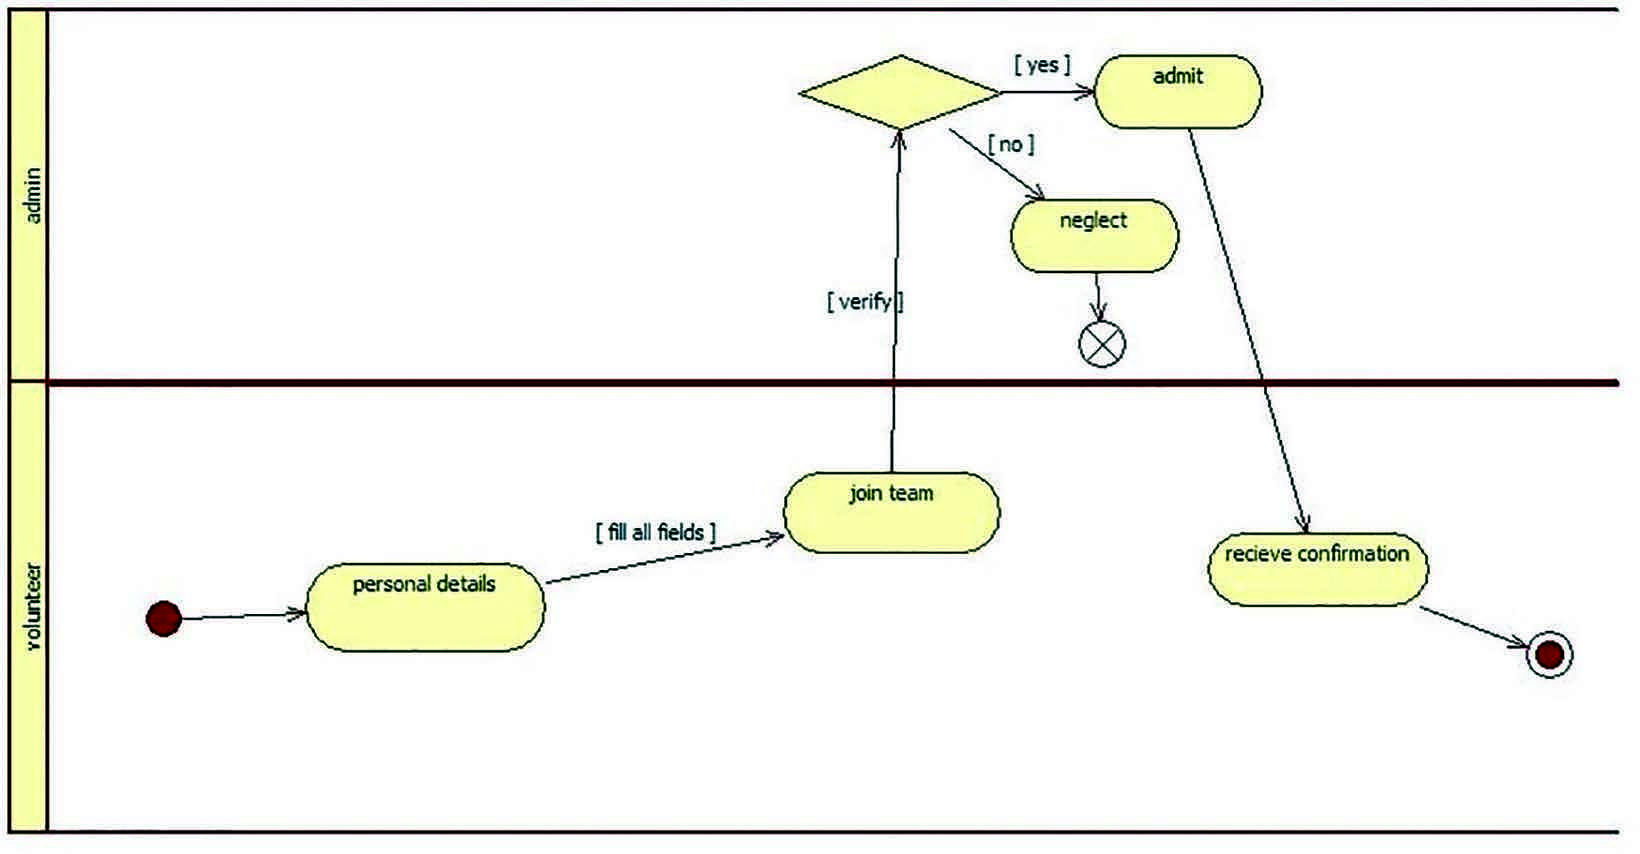 admin
[ yes ]
admit
[ no ]
neglect
[ verify ]
volunteer
join team
[ fill all fields ]
personal details
recieve confirmation